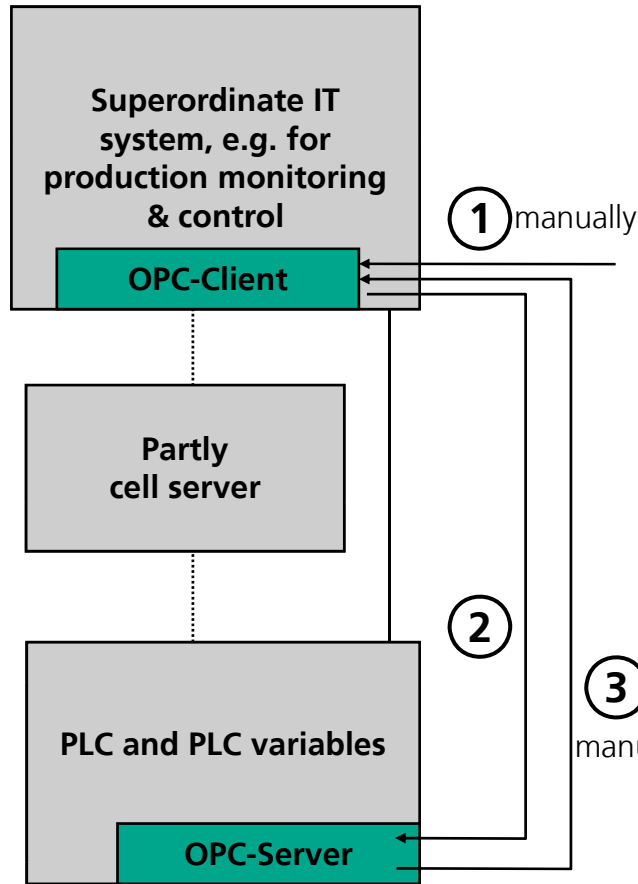 Superordinate IT
system, e.g. for
production monitoring
& control
1 manually
OPC-Client
Partly
cell server
2
3
PLC and PLC variables
OPC-Server